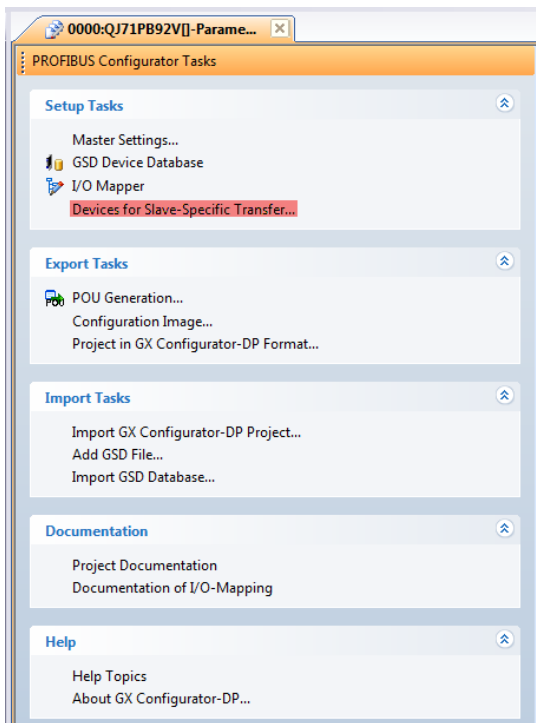 0000:QJ71PB92V[]-Parame...
PROFIBUS Configurator Tasks
Setup Tasks
Master Settings...
GSD Device Database
I/O Mapper
Devices for Slave-Specific Transfer...
Export Tasks
POU Generation...
Configuration Image...
Project in GX Configurator-DP Format...
Import Tasks
Import GX Configurator-DP Project...
Add GSD File...
Import GSD Database...
Documentation
Project Documentation
Documentation of I/O-Mapping
Help
Help Topics
About GX Configurator-DP...